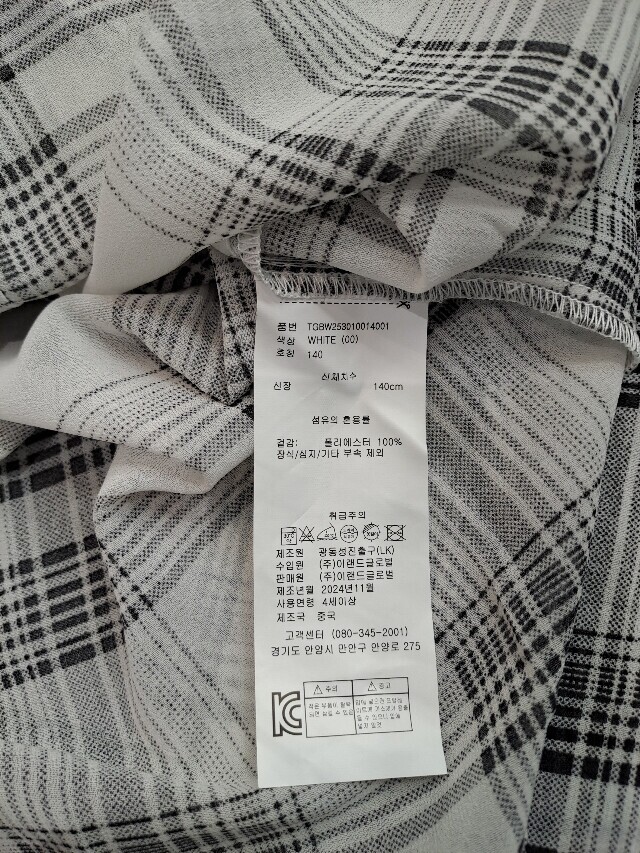 품번 TGBW253010014001
색상 WHITE (00)
호칭 140
신체치수
신장 140cm
섬유의 혼용률
겉감: 폴리에스터 100%
장식/심지/기타 부속 제외
취급주의
제조원 광동성진출구(LK)
수입원 (주)이랜드글로벌
판매원 (주)이랜드글로벌
제조년월 2024년11월
사용연령 4세이상
제조국 중국
고객센터 (080-345-2001)
경기도 안양시 만안구 안양로 275
주의
경고